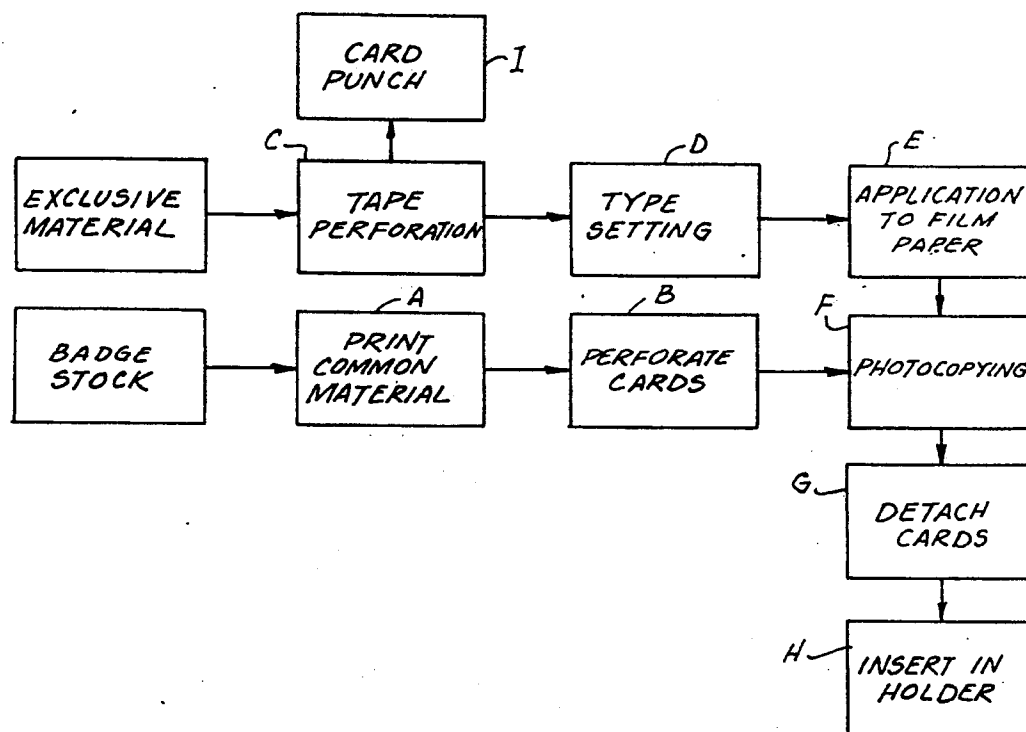 CARD
PUNCH
I
C
D
E
EXCLUSIVE
MATERIAL
TAPE
PERFORATION
TYPE
SETTING
APPLICATION
TO FILM
PAPER
A
B
F
BADGE
STOCK
PRINT
COMMON
MATERIAL
PERFORATE
CARDS
PHOTOCOPYING
G
DETACH
CARDS
H
INSERT IN
HOLDER